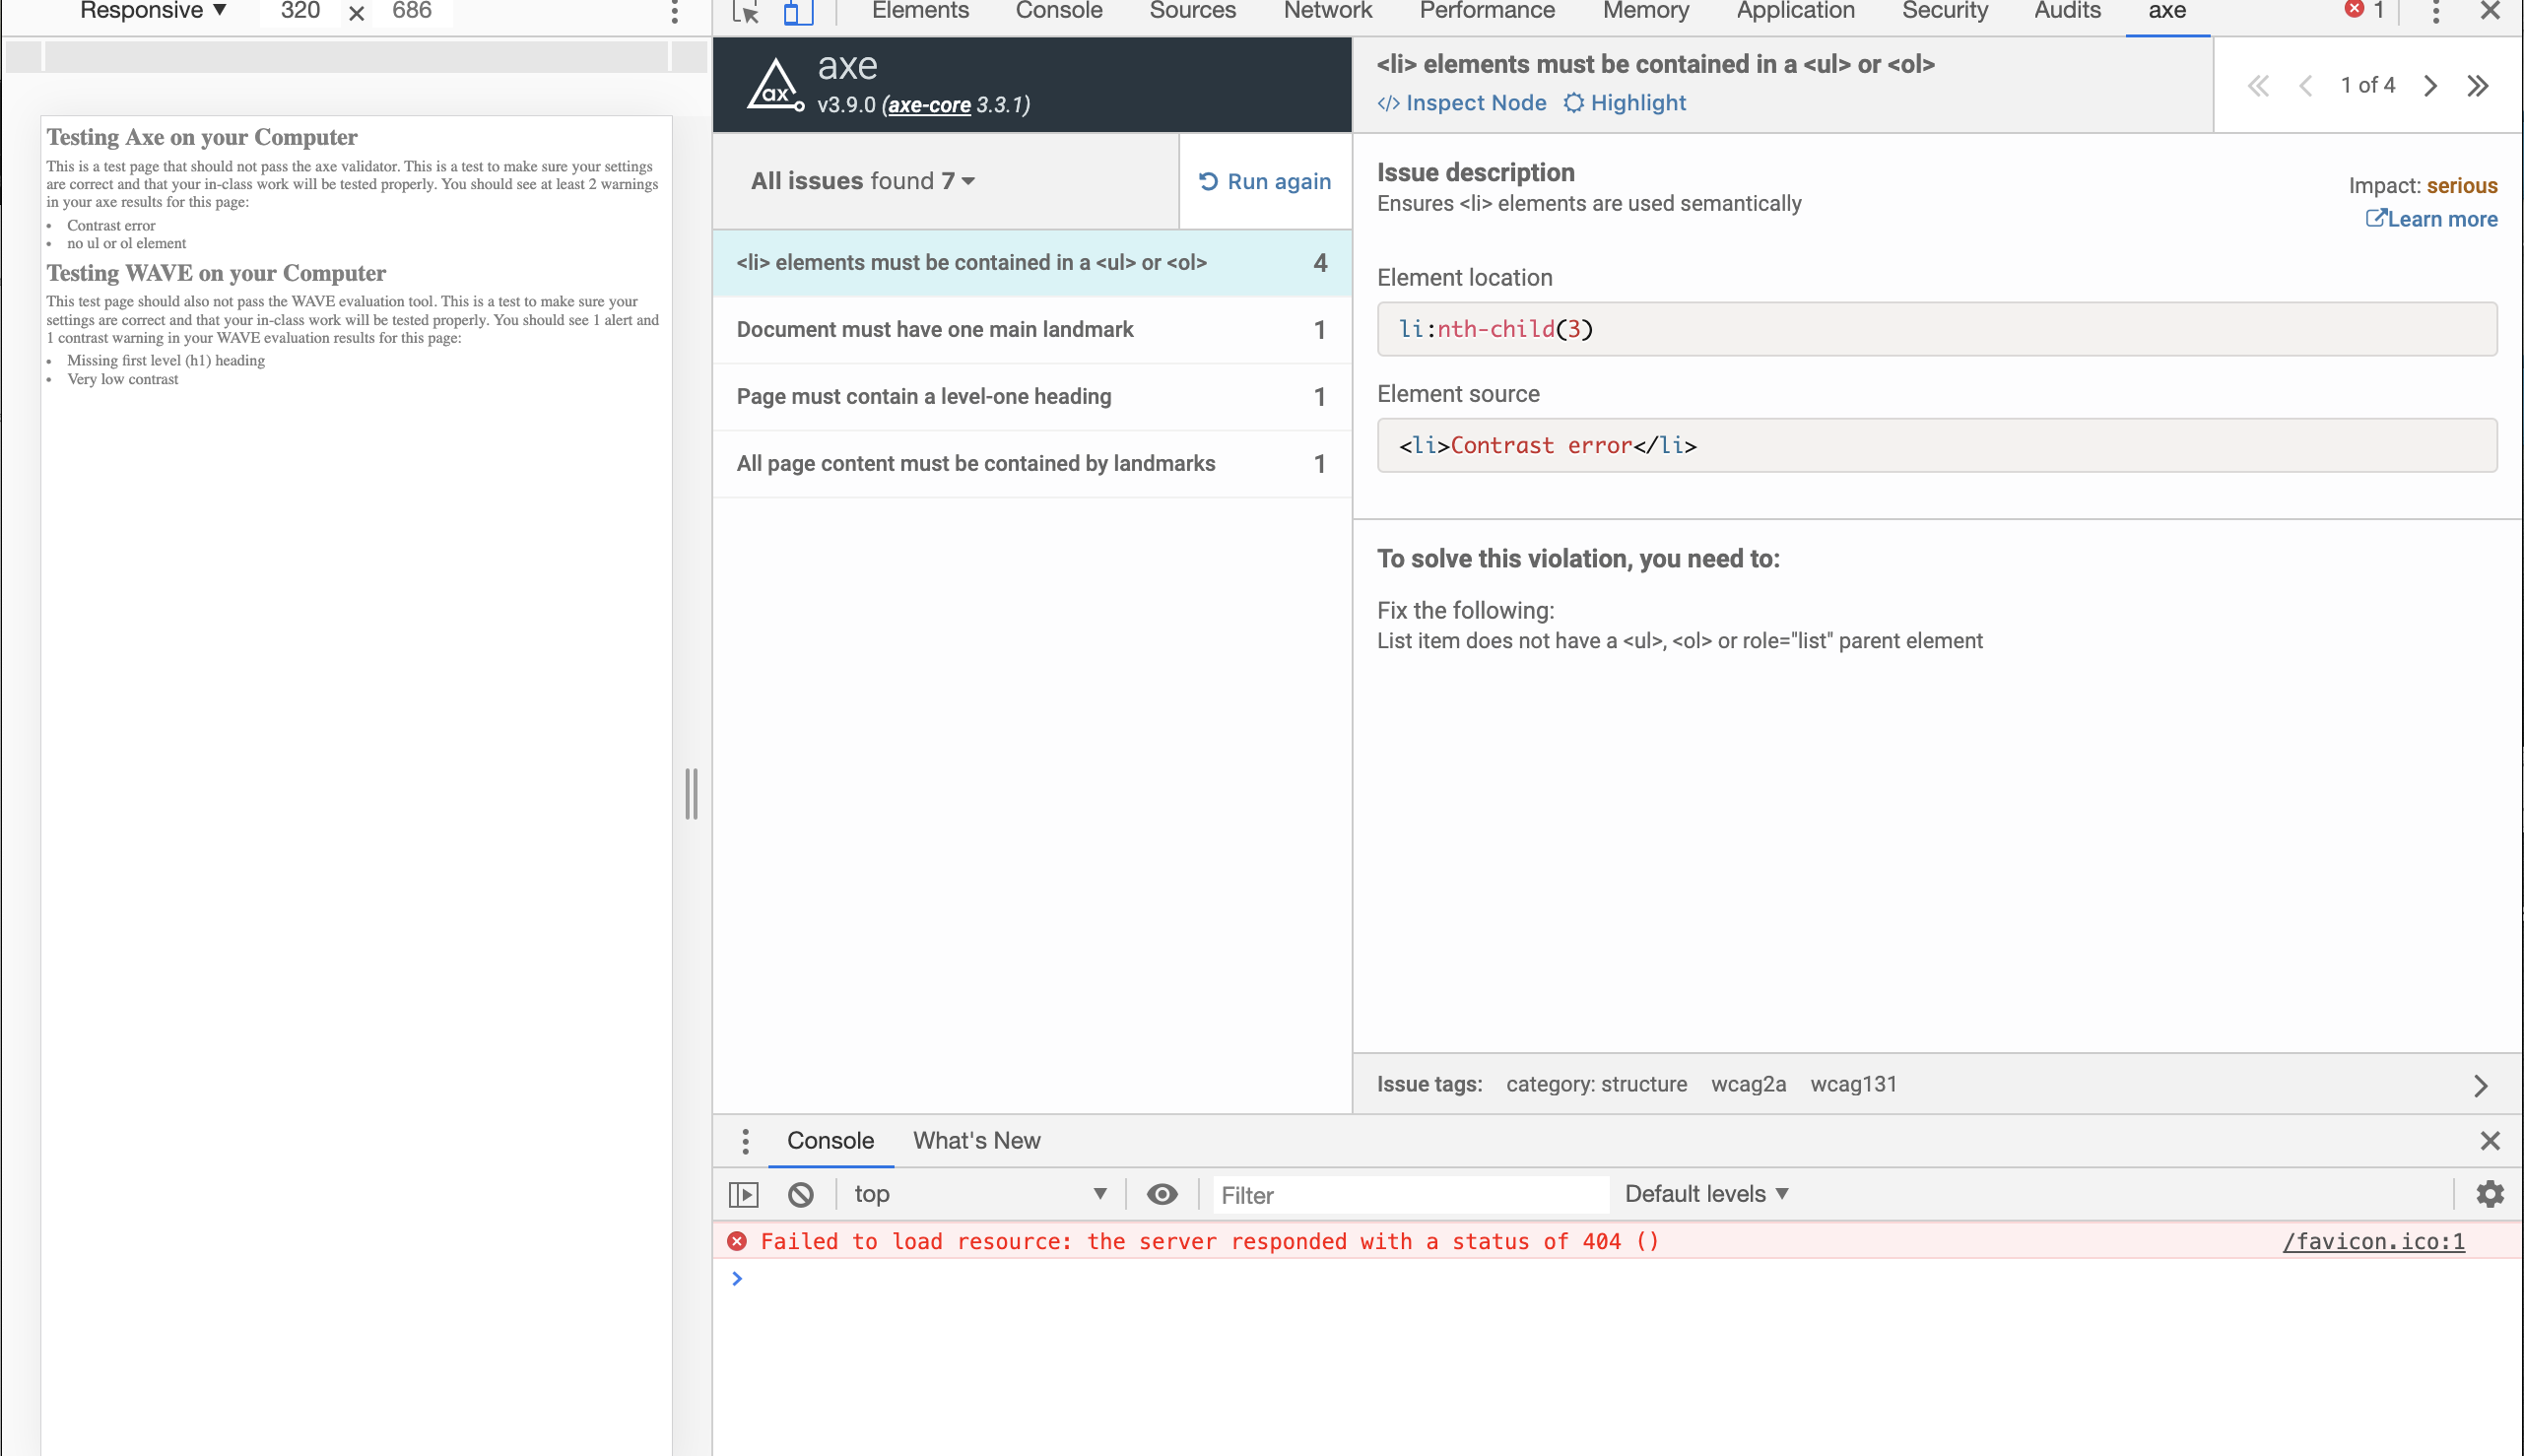 Responsive ▼ 320 × 686
Elements Console Sources Network Performance Memory Application Security Audits axe 1
Testing Axe on your Computer
This is a test page that should not pass the axe validator. This is a test to make sure your settings
are correct and that your in-class work will be tested properly. You should see at least 2 warnings
in your axe results for this page:
• Contrast error
• no ul or ol element
Testing WAVE on your Computer
This test page should also not pass the WAVE evaluation tool. This is a test to make sure your
settings are correct and that your in-class work will be tested properly. You should see 1 alert and
1 contrast warning in your WAVE evaluation results for this page:
• Missing first level (h1) heading
• Very low contrast
ax
axe
v3.9.0 (axe-core 3.3.1)
All issues found 7
Run again
<li> elements must be contained in a <ul> or <ol> 4
Document must have one main landmark 1
Page must contain a level-one heading 1
All page content must be contained by landmarks 1
<li> elements must be contained in a <ul> or <ol>
</> Inspect Node Highlight
1 of 4
Issue description
Ensures <li> elements are used semantically
Impact: serious
Learn more
Element location
li:nth-child(3)
Element source
<li>Contrast error</li>
To solve this violation, you need to:
Fix the following:
List item does not have a <ul>, <ol> or role="list" parent element
Issue tags: category: structure wcag2a wcag131
Console What's New
top ▼ Filter Default levels ▼
Failed to load resource: the server responded with a status of 404 () /favicon.ico:1